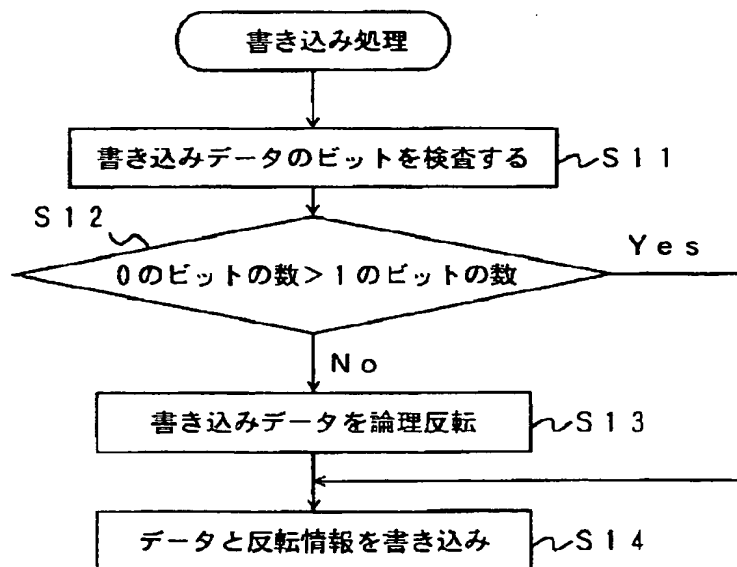 書き込み処理
書き込みデータのビットを検査する
S11
S12
0のビットの数>1のビットの数
Yes
No
書き込みデータを論理反転
S13
データと反転情報を書き込み
S14